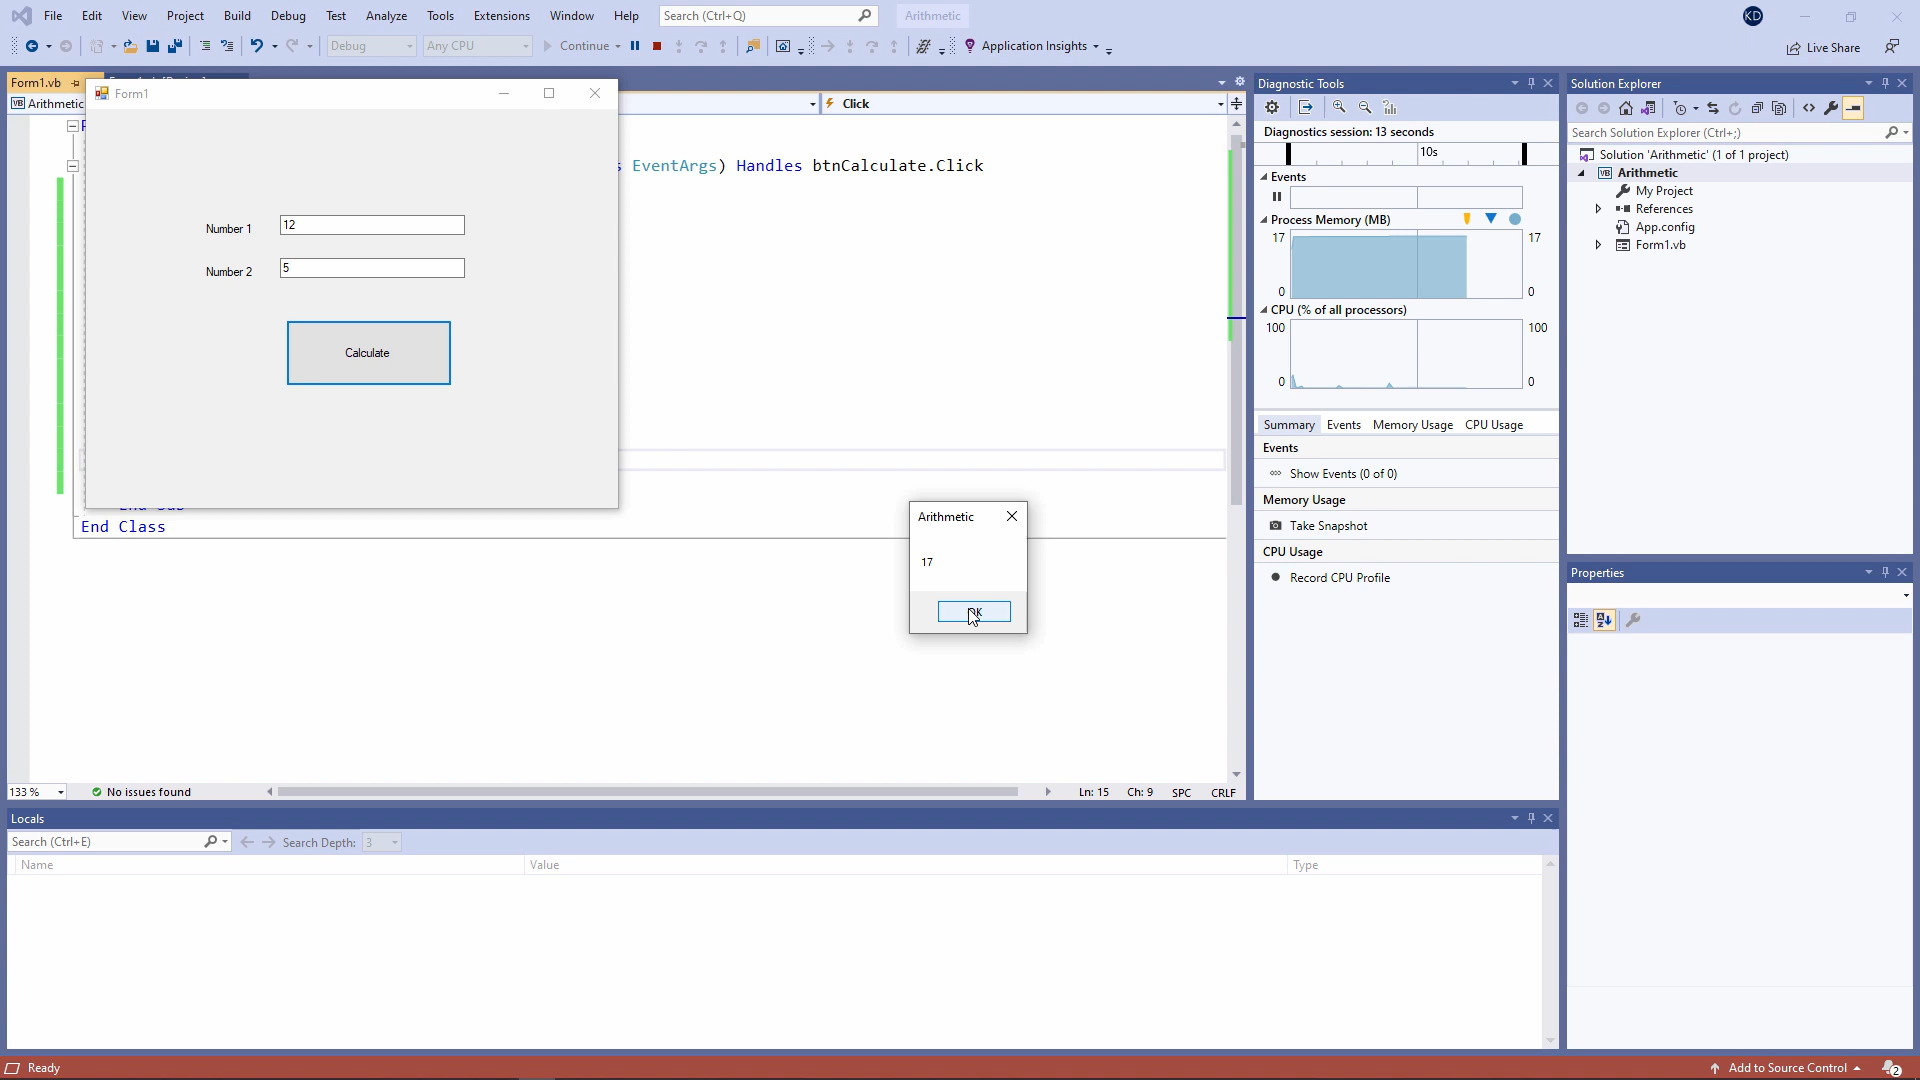 File Edit View Project Build Debug Test Analyze Tools Extensions Window Help Search (Ctrl+Q) Arithmetic KD
Debug Any CPU Continue Application Insights Live Share
Form1.vb
VB Arithmetic Click
Form1
EventArgs) Handles btnCalculate.Click
Number 1 12
Number 2 5
Calculate
End Sub
End Class
Arithmetic
17
OK
133 % No issues found Ln: 15 Ch: 9 SPC CRLF
Diagnostic Tools
Diagnostics session: 13 seconds
10s
Events
Process Memory (MB)
17 17
0 0
CPU (% of all processors)
100 100
0 0
Summary Events Memory Usage CPU Usage
Events
Show Events (0 of 0)
Memory Usage
Take Snapshot
CPU Usage
Record CPU Profile
Solution Explorer
Search Solution Explorer (Ctrl+;)
Solution 'Arithmetic' (1 of 1 project)
VB Arithmetic
My Project
References
App.config
Form1.vb
Properties
Locals
Search (Ctrl+E) Search Depth: 3
Name Value Type
Ready Add to Source Control 2